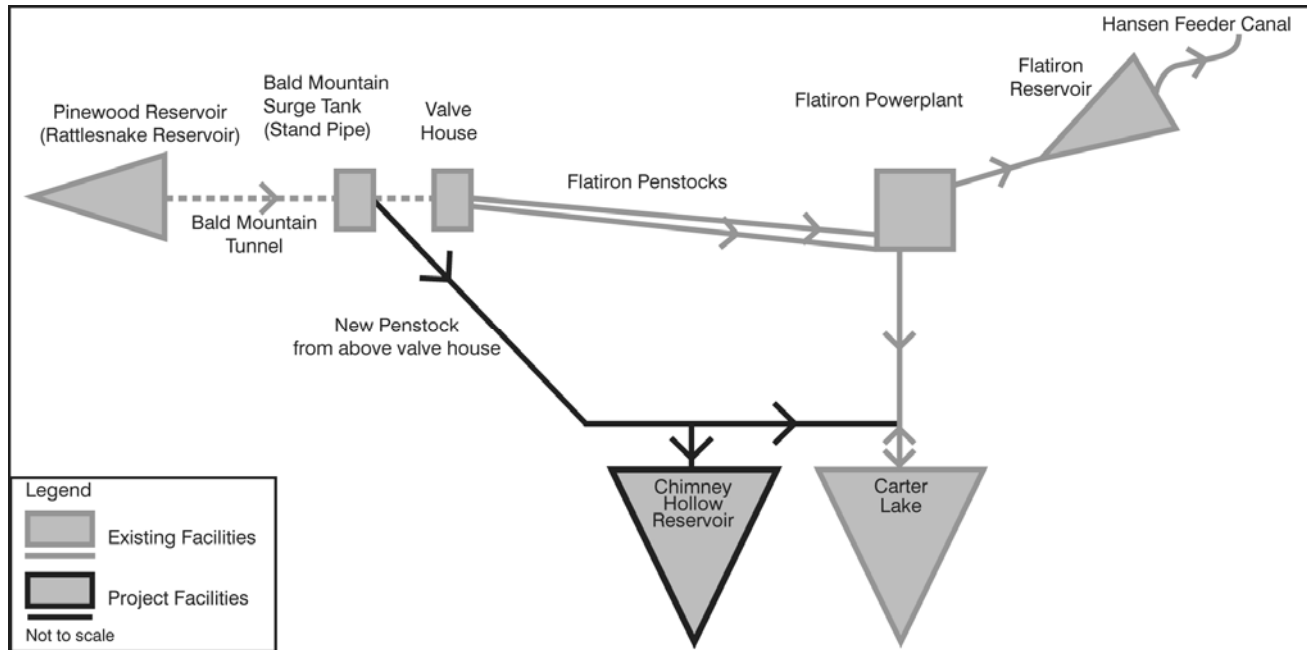 Hansen Feeder Canal
Flatiron
Reservoir
Bald Mountain
Surge Tank
(Stand Pipe)
Valve
House
Flatiron Powerplant
Pinewood Reservoir
(Rattlesnake Reservoir)
Flatiron Penstocks
Bald Mountain
Tunnel
New Penstock
from above valve house
Chimney
Hollow
Reservoir
Carter
Lake
Legend
Existing Facilities
Project Facilities
Not to scale